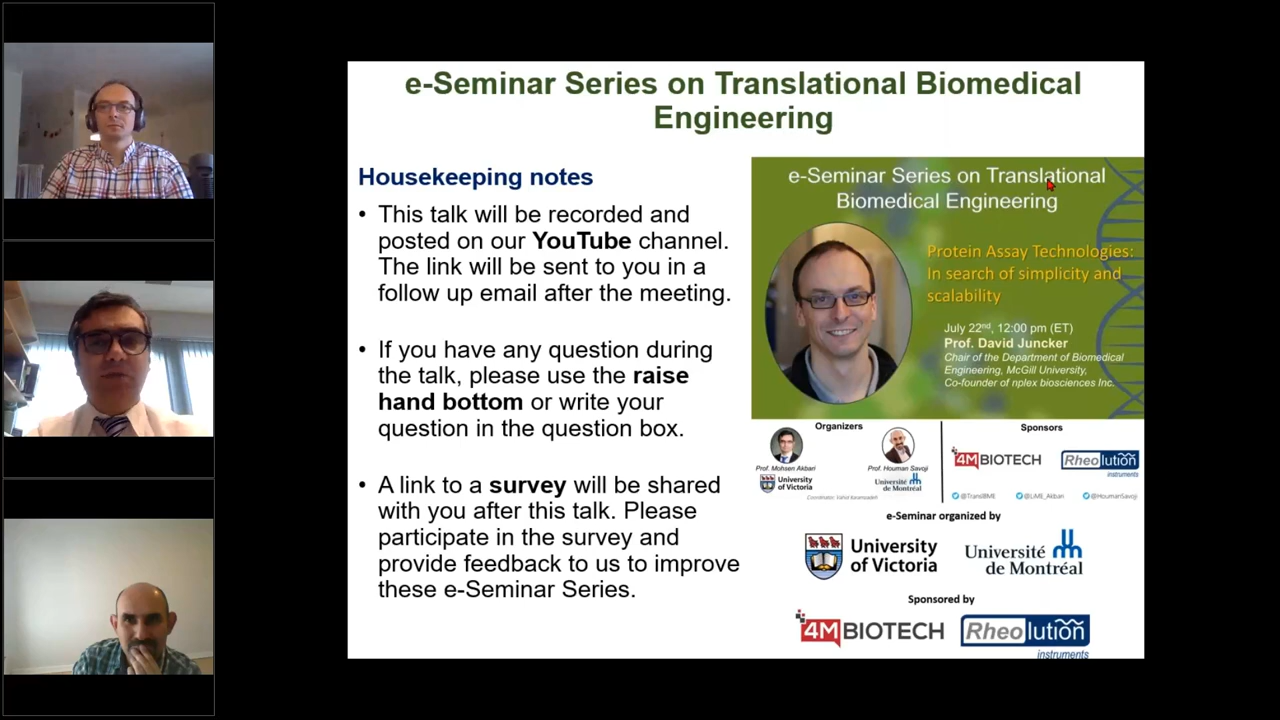 e-Seminar Series on Translational Biomedical
Engineering
Housekeeping notes
• This talk will be recorded and
posted on our YouTube channel.
The link will be sent to you in a
follow up email after the meeting.
• If you have any question during
the talk, please use the raise
hand bottom or write your
question in the question box.
• A link to a survey will be shared
with you after this talk. Please
participate in the survey and
provide feedback to us to improve
these e-Seminar Series.
e-Seminar Series on Translational
Biomedical Engineering
Protein Assay Technologies:
In search of simplicity and
scalability
July 22nd, 12:00 pm (ET)
Prof. David Juncker
Chair of the Department of Biomedical
Engineering, McGill University,
Co-founder of nplex biosciences Inc.
Organizers
Prof. Mohsen Akbari
University
of Victoria
Prof. Houman Savoji
Université
de Montréal
Sponsors
4MBIOTECH
Rheolution
instruments
@TransBME
@LiME_Akbari
@HoumanSavoji
e-Seminar organized by
University
of Victoria
Université
de Montréal
Sponsored by
4MBIOTECH
Rheolution
instruments